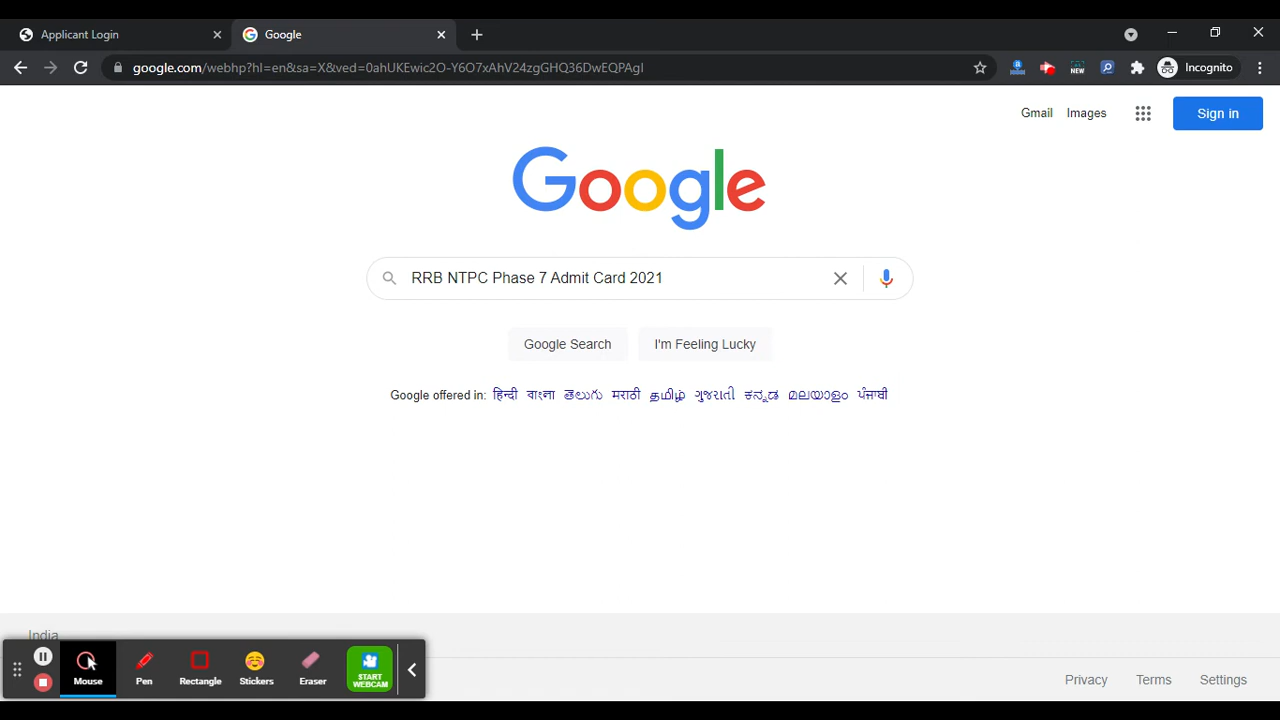 Applicant Login
Google
google.com/webhp?hl=en&sa=X&ved=0ahUKEwic2O-Y6O7xAhV24zgGHQ36DwEQPAgI
NEW
Incognito
Gmail Images
Sign in
Google
RRB NTPC Phase 7 Admit Card 2021
Google Search
I'm Feeling Lucky
Google offered in: हिन्दी বাংলা తెలుగు मराठी தமிழ் ગુજરાતી ಕನ್ನಡ മലയാളം ਪੰਜਾਬੀ
India
Mouse
Pen
Rectangle
Stickers
Eraser
START
WEBCAM
Privacy Terms Settings